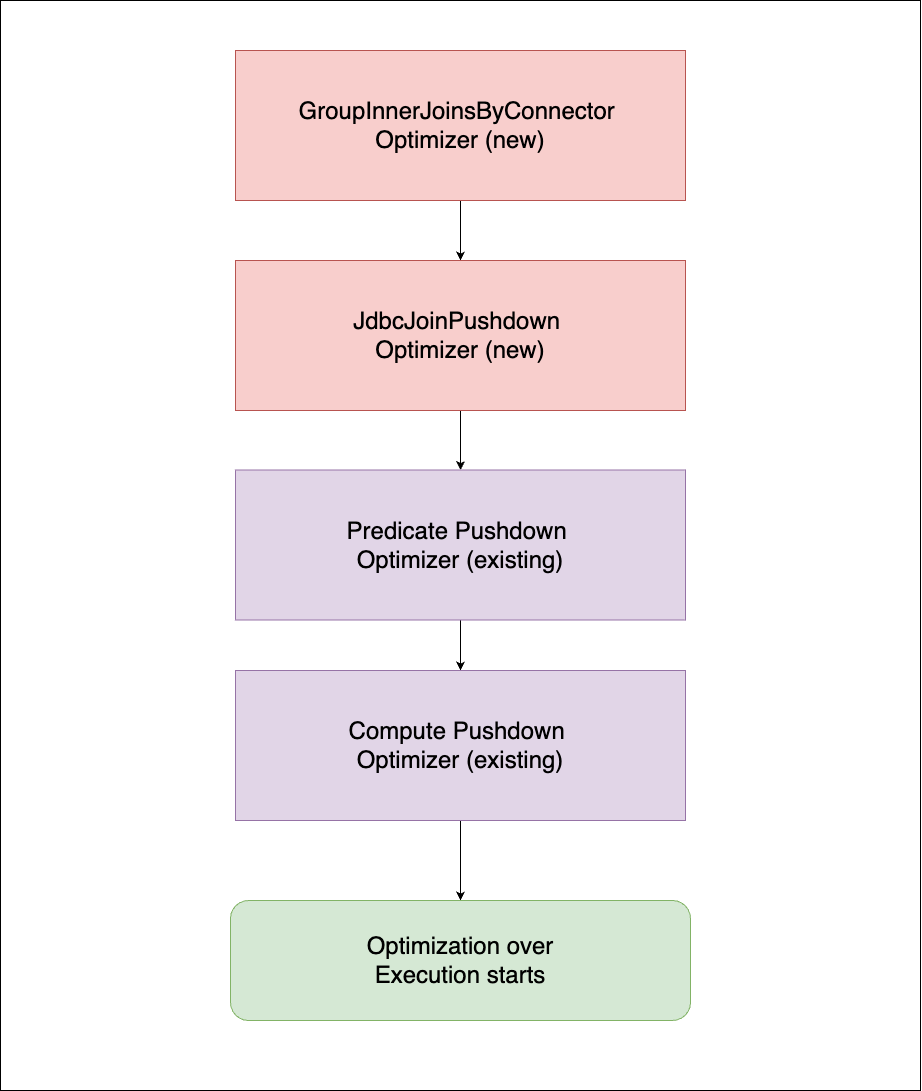 GroupInnerJoinsByConnector
Optimizer (new)
JdbcJoinPushdown
Optimizer (new)
Predicate Pushdown
Optimizer (existing)
Compute Pushdown
Optimizer (existing)
Optimization over
Execution starts